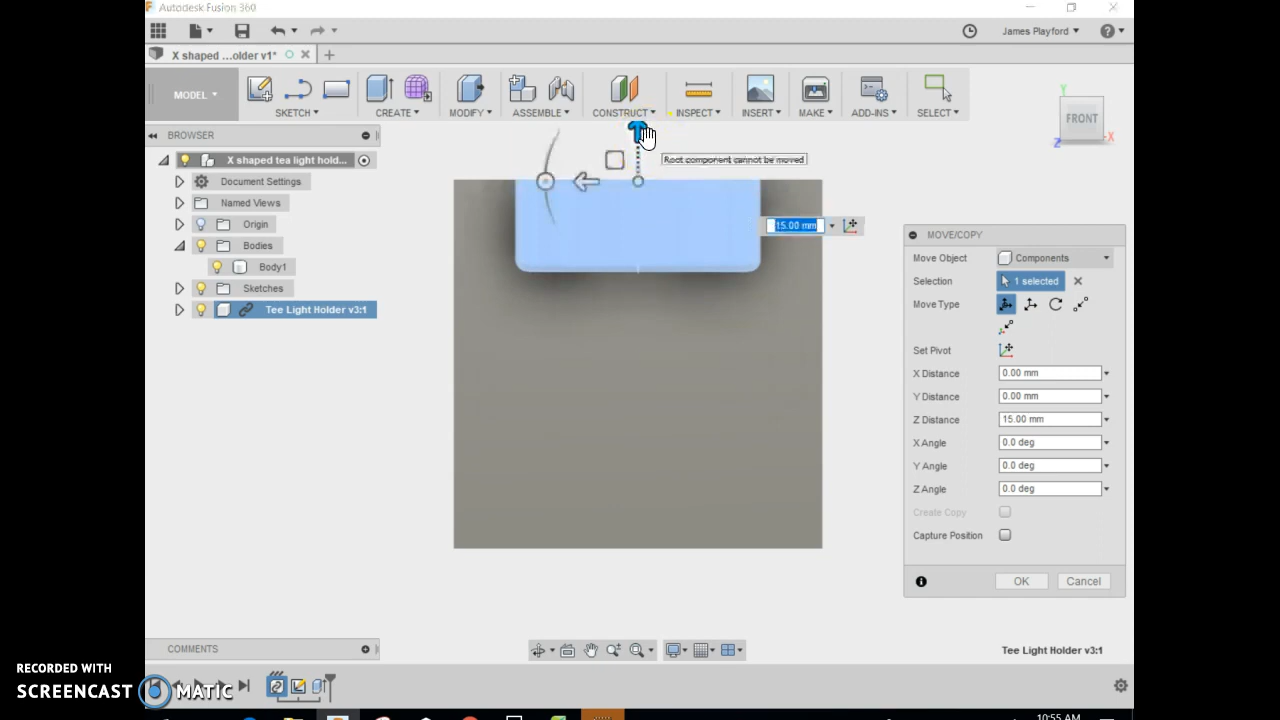 Autodesk Fusion 360
James Playford
X shaped ...older v1*
MODEL
SKETCH
CREATE
MODIFY
ASSEMBLE
CONSTRUCT
INSPECT
INSERT
MAKE
ADD-INS
SELECT
FRONT
Y
X
Z
BROWSER
X shaped tea light hold...
Document Settings
Named Views
Origin
Bodies
Body1
Sketches
Tee Light Holder v3:1
Root component cannot be moved
15.00 mm
MOVE/COPY
Move Object
Components
Selection
1 selected
Move Type
Set Pivot
X Distance
0.00 mm
Y Distance
0.00 mm
Z Distance
15.00 mm
X Angle
0.0 deg
Y Angle
0.0 deg
Z Angle
0.0 deg
Create Copy
Capture Position
OK
Cancel
COMMENTS
Tee Light Holder v3:1
RECORDED WITH
SCREENCAST MATIC
10:55 AM